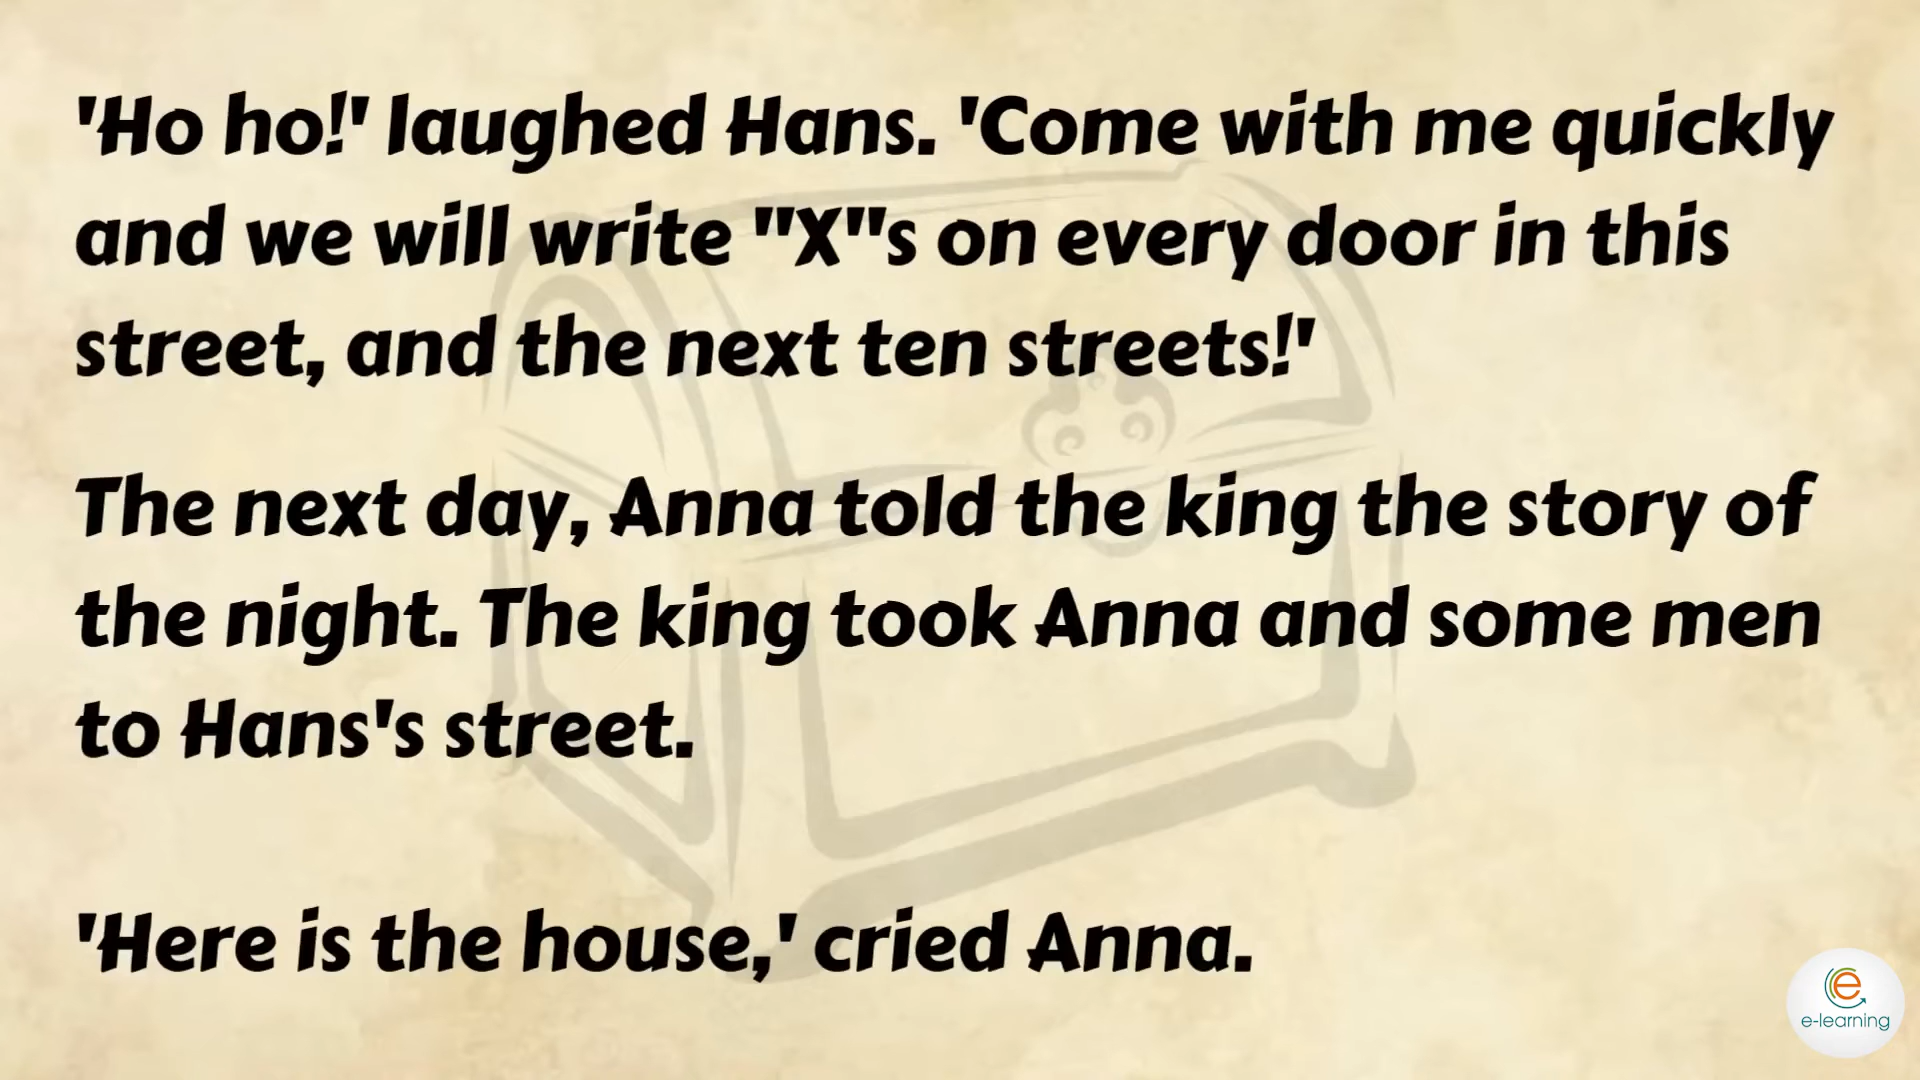 'Ho ho!' laughed Hans. 'Come with me quickly
and we will write "X"s on every door in this
street, and the next ten streets!'
The next day, Anna told the king the story of
the night. The king took Anna and some men
to Hans's street.
'Here is the house,' cried Anna.
e
e-learning